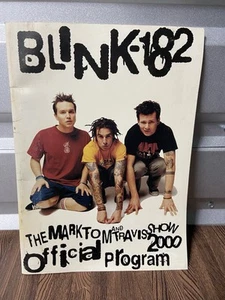 BLINK-182
THE MARK TOM AND TRAVIS SHOW
2000
official program